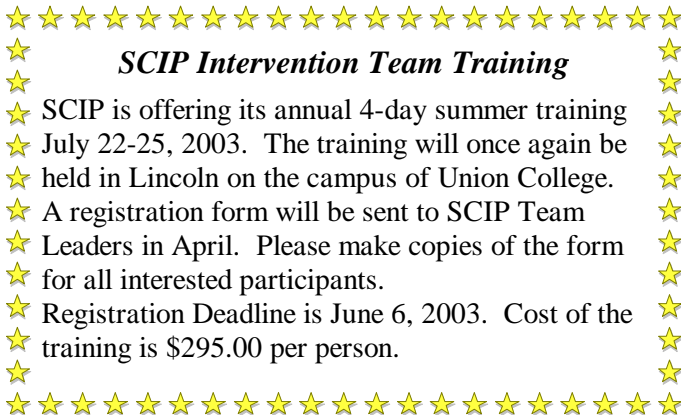 SCIP Intervention Team Training
SCIP is offering its annual 4-day summer training
July 22-25, 2003.  The training will once again be
held in Lincoln on the campus of Union College.
A registration form will be sent to SCIP Team
Leaders in April.  Please make copies of the form
for all interested participants.
Registration Deadline is June 6, 2003.  Cost of the
training is $295.00 per person.